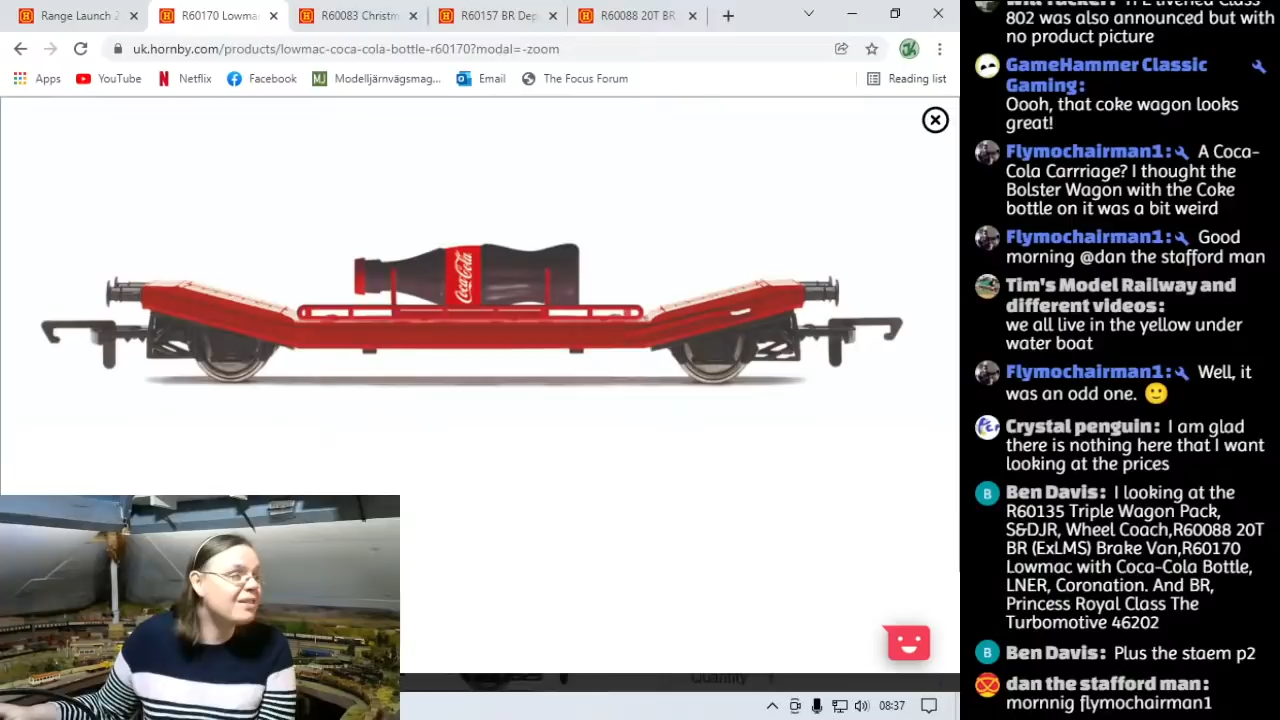 Range Launch 2
R60170 Lowma
R60083 Christm
R60157 BR Dep
R60088 20T BR
uk.hornby.com/products/lowmac-coca-cola-bottle-r60170?modal=-zoom
Apps
YouTube
Netflix
Facebook
Modelljärnvägsmag...
Email
The Focus Forum
Reading list
Coca-Cola
Quantity
08:37
802 was also announced but with
no product picture
GameHammer Classic
Gaming:
Oooh, that coke wagon looks
great!
Flymochairman1: A Coca-
Cola Carrriage? I thought the
Bolster Wagon with the Coke
bottle on it was a bit weird
Flymochairman1: Good
morning @dan the stafford man
Tim's Model Railway and
different videos:
we all live in the yellow under
water boat
Flymochairman1: Well, it
was an odd one. 🙂
Crystal penguin: I am glad
there is nothing here that I want
looking at the prices
B Ben Davis: I looking at the
R60135 Triple Wagon Pack,
S&DJR, Wheel Coach,R60088 20T
BR (ExLMS) Brake Van,R60170
Lowmac with Coca-Cola Bottle,
LNER, Coronation. And BR,
Princess Royal Class The
Turbomotive 46202
B Ben Davis: Plus the staem p2
dan the stafford man:
mornnig flymochairman1